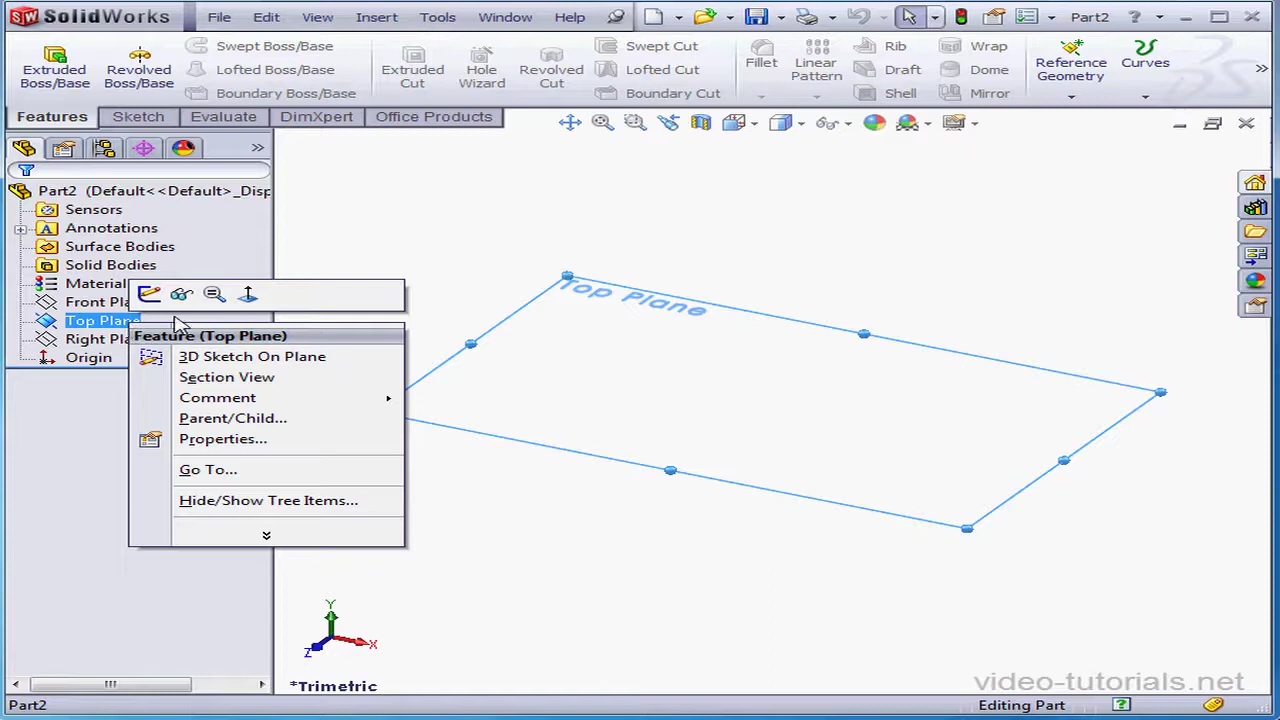 SW SolidWorks File Edit View Insert Tools Window Help Part2 ?
Extruded Boss/Base
Revolved Boss/Base
Swept Boss/Base
Lofted Boss/Base
Boundary Boss/Base
Extruded Cut
Hole Wizard
Revolved Cut
Swept Cut
Lofted Cut
Boundary Cut
Fillet
Linear Pattern
Rib
Draft
Shell
Wrap
Dome
Mirror
Reference Geometry
Curves
Features Sketch Evaluate DimXpert Office Products
Part2 (Default<<Default>_Disp
Sensors
A Annotations
Surface Bodies
Solid Bodies
Material
Front Pla
Top Plane
Right Pla
Origin
Feature (Top Plane)
3D Sketch On Plane
Section View
Comment
Parent/Child...
Properties...
Go To...
Hide/Show Tree Items...
Top Plane
Y
X
Z
*Trimetric
video-tutorials.net
Part2 Editing Part ?